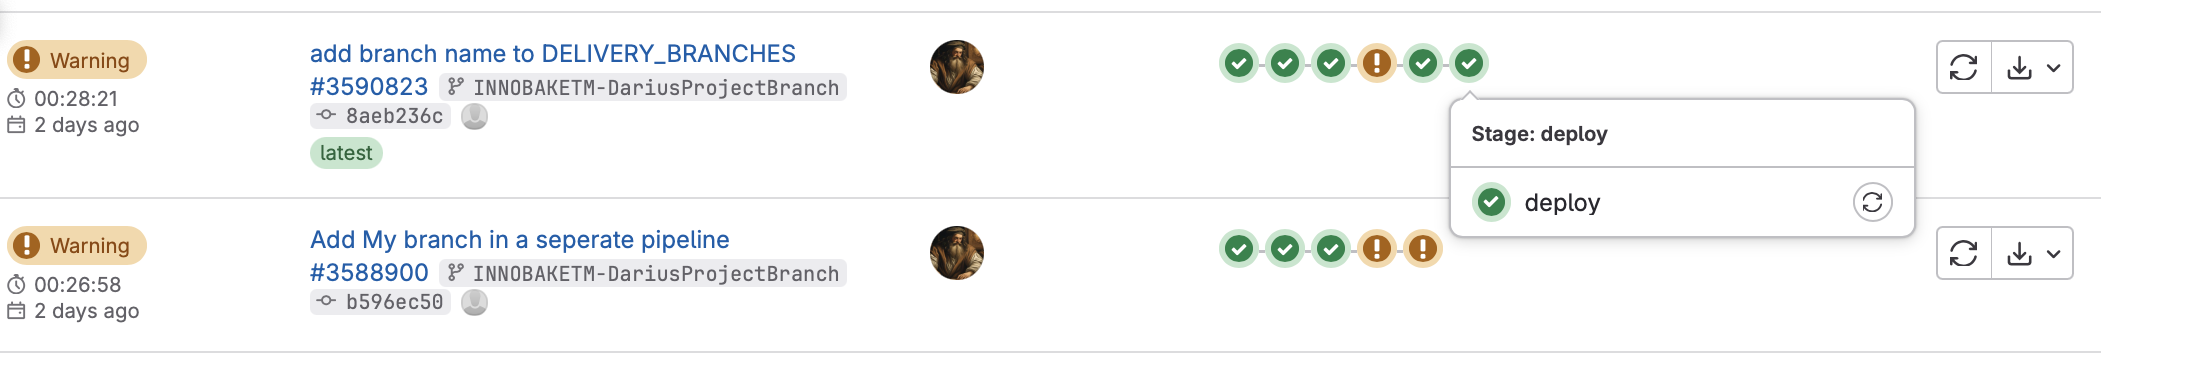 Warning
00:28:21
2 days ago
add branch name to DELIVERY_BRANCHES
#3590823 INNOBAKETM-DariusProjectBranch
8aeb236c
latest
Stage: deploy
deploy
Warning
00:26:58
2 days ago
Add My branch in a seperate pipeline
#3588900 INNOBAKETM-DariusProjectBranch
b596ec50